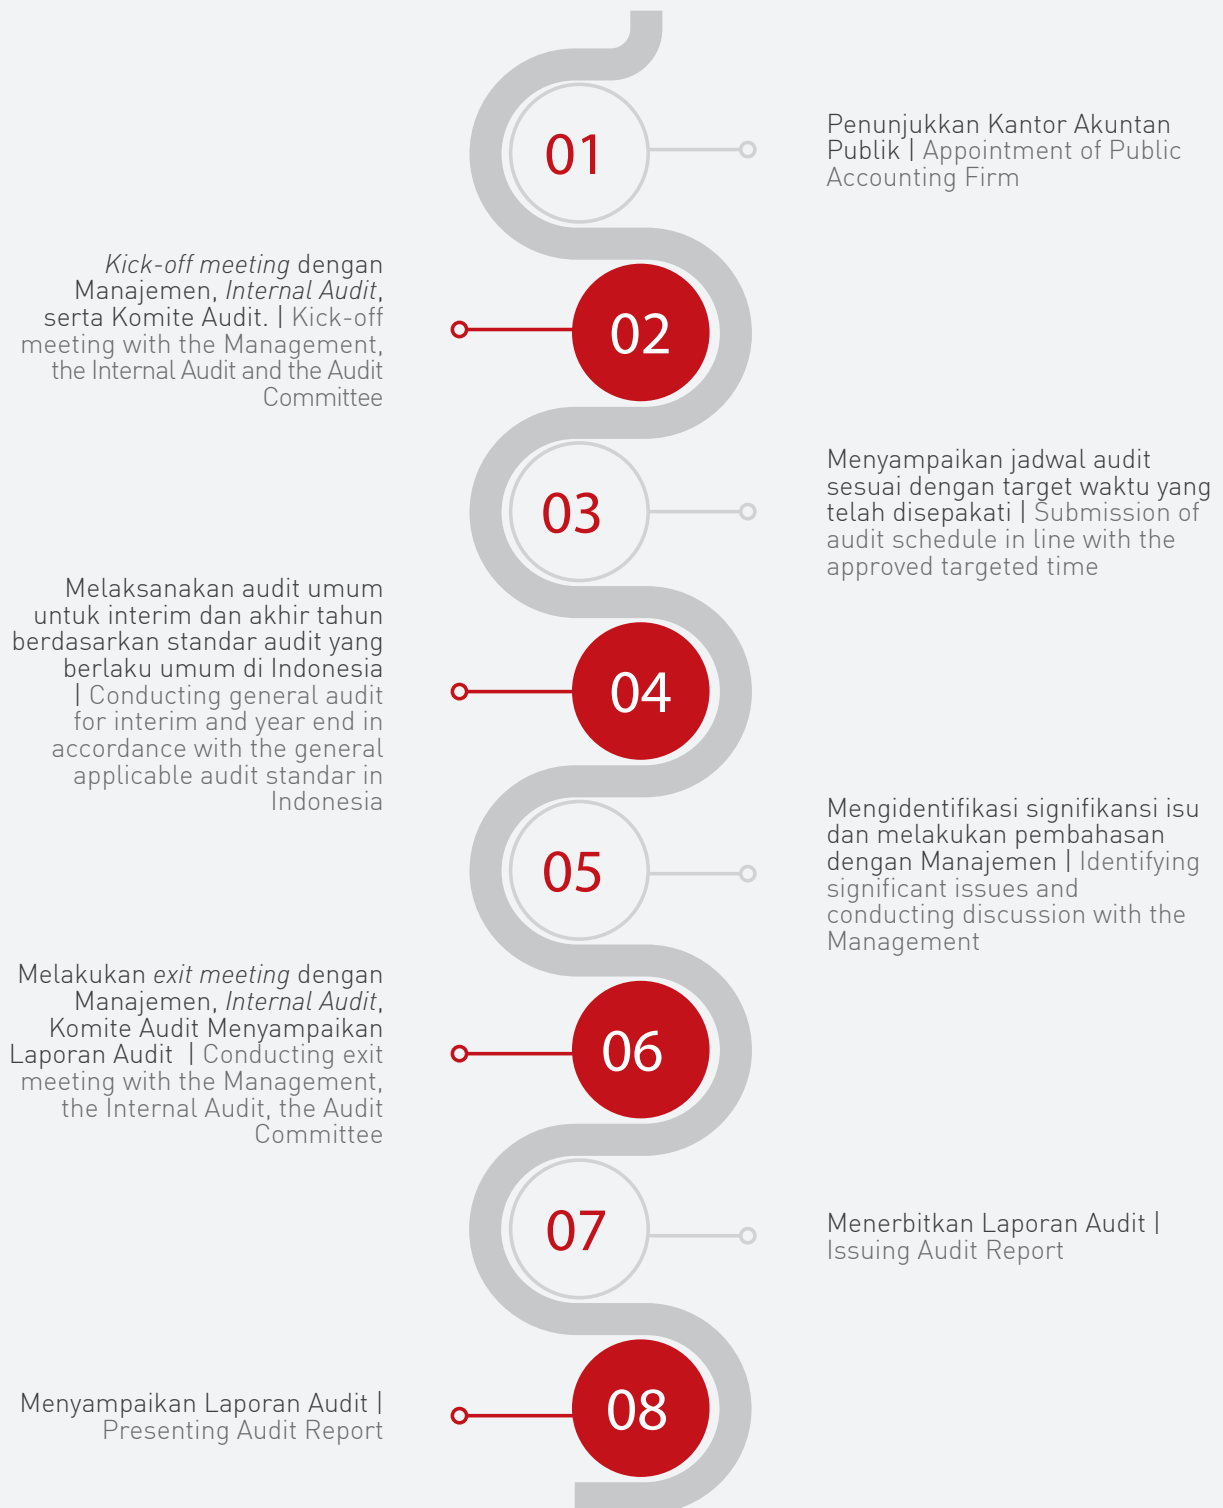 01
Penunjukkan Kantor Akuntan
Publik | Appointment of Public
Accounting Firm
Kick-off meeting dengan
Manajemen, Internal Audit,
serta Komite Audit. | Kick-off
meeting with the Management,
the Internal Audit and the Audit
Committee
02
03
Menyampaikan jadwal audit
sesuai dengan target waktu yang
telah disepakati | Submission of
audit schedule in line with the
approved targeted time
Melaksanakan audit umum
untuk interim dan akhir tahun
berdasarkan standar audit yang
berlaku umum di Indonesia
| Conducting general audit
for interim and year end in
accordance with the general
applicable audit standar in
Indonesia
04
05
Mengidentifikasi signifikansi isu
dan melakukan pembahasan
dengan Manajemen | Identifying
significant issues and
conducting discussion with the
Management
Melakukan exit meeting dengan
Manajemen, Internal Audit,
Komite Audit Menyampaikan
Laporan Audit | Conducting exit
meeting with the Management,
the Internal Audit, the Audit
Committee
06
07
Menerbitkan Laporan Audit |
Issuing Audit Report
Menyampaikan Laporan Audit |
Presenting Audit Report
08